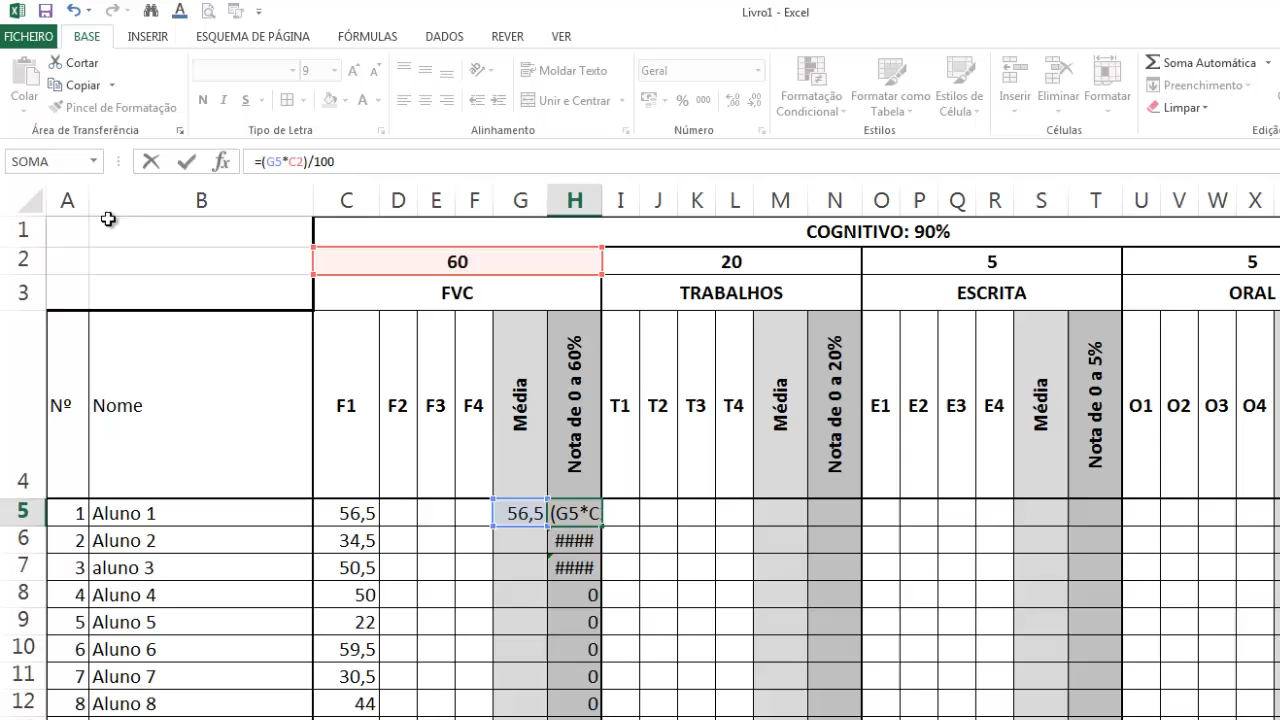 Livro1 - Excel
FICHEIRO BASE INSERIR ESQUEMA DE PÁGINA FÓRMULAS DADOS REVER VER
Colar
Cortar
Copiar
Pincel de Formatação
Área de Transferência
9
N I S
Tipo de Letra
Moldar Texto
Unir e Centrar
Alinhamento
Geral
% 000
Número
Formatação Condicional
Formatar como Tabela
Estilos de Célula
Estilos
Inserir Eliminar Formatar
Células
Soma Automática
Preenchimento
Limpar
Ediçã
SOMA fx =(G5*C2)/100
A B C D E F G H I J K L M N O P Q R S T U V W X
1 COGNITIVO: 90%
2 60 20 5 5
3 FVC TRABALHOS ESCRITA ORAL
4 Nº Nome F1 F2 F3 F4 Média Nota de 0 a 60% T1 T2 T3 T4 Média Nota de 0 a 20% E1 E2 E3 E4 Média Nota de 0 a 5% O1 O2 O3 O4
5 1 Aluno 1 56,5 56,5 (G5*C
6 2 Aluno 2 34,5 ####
7 3 aluno 3 50,5 ####
8 4 Aluno 4 50 0
9 5 Aluno 5 22 0
10 6 Aluno 6 59,5 0
11 7 Aluno 7 30,5 0
12 8 Aluno 8 44 0